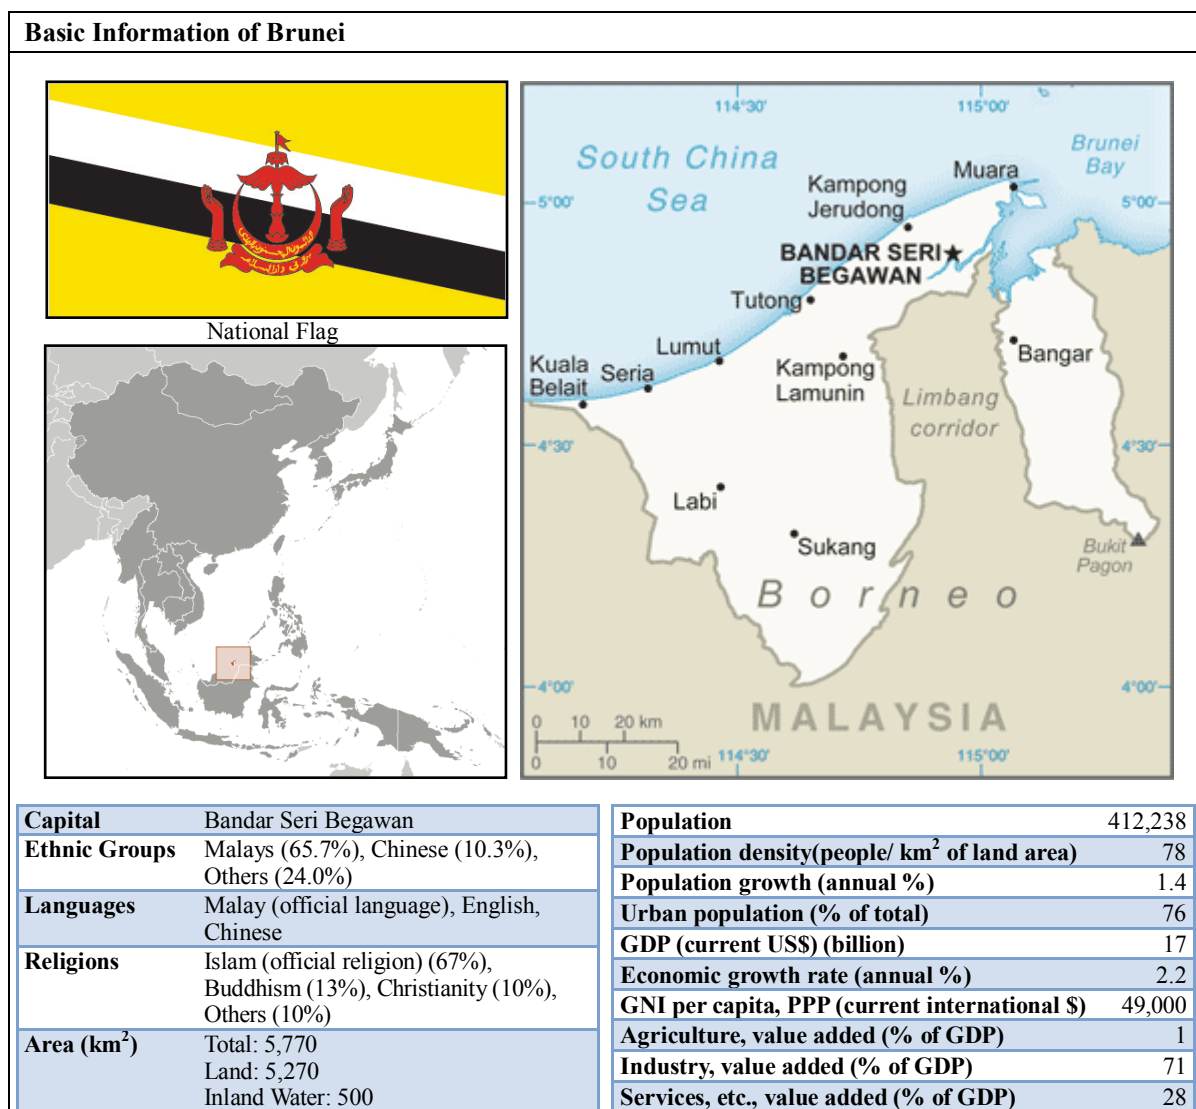 Basic Information of Brunei
National Flag
114°30'
115°00'
South China
Sea
Brunei
Bay
Muara
Kampong
Jerudong
5°00'
5°00'
BANDAR SERI
BEGAWAN
Tutong
Lumut
Kuala
Belait
Seria
Kampong
Lamunin
Bangar
Limbang
corridor
4°30'
4°30'
Labi
Sukang
Bukit
Pagon
Borneo
4°00'
4°00'
MALAYSIA
0 10 20 km
0 10 20 mi
114°30'
115°00'
Capital Bandar Seri Begawan
Ethnic Groups Malays (65.7%), Chinese (10.3%),
Others (24.0%)
Languages Malay (official language), English,
Chinese
Religions Islam (official religion) (67%),
Buddhism (13%), Christianity (10%),
Others (10%)
Area (km²) Total: 5,770
Land: 5,270
Inland Water: 500
Population 412,238
Population density(people/ km² of land area) 78
Population growth (annual %) 1.4
Urban population (% of total) 76
GDP (current US$) (billion) 17
Economic growth rate (annual %) 2.2
GNI per capita, PPP (current international $) 49,000
Agriculture, value added (% of GDP) 1
Industry, value added (% of GDP) 71
Services, etc., value added (% of GDP) 28